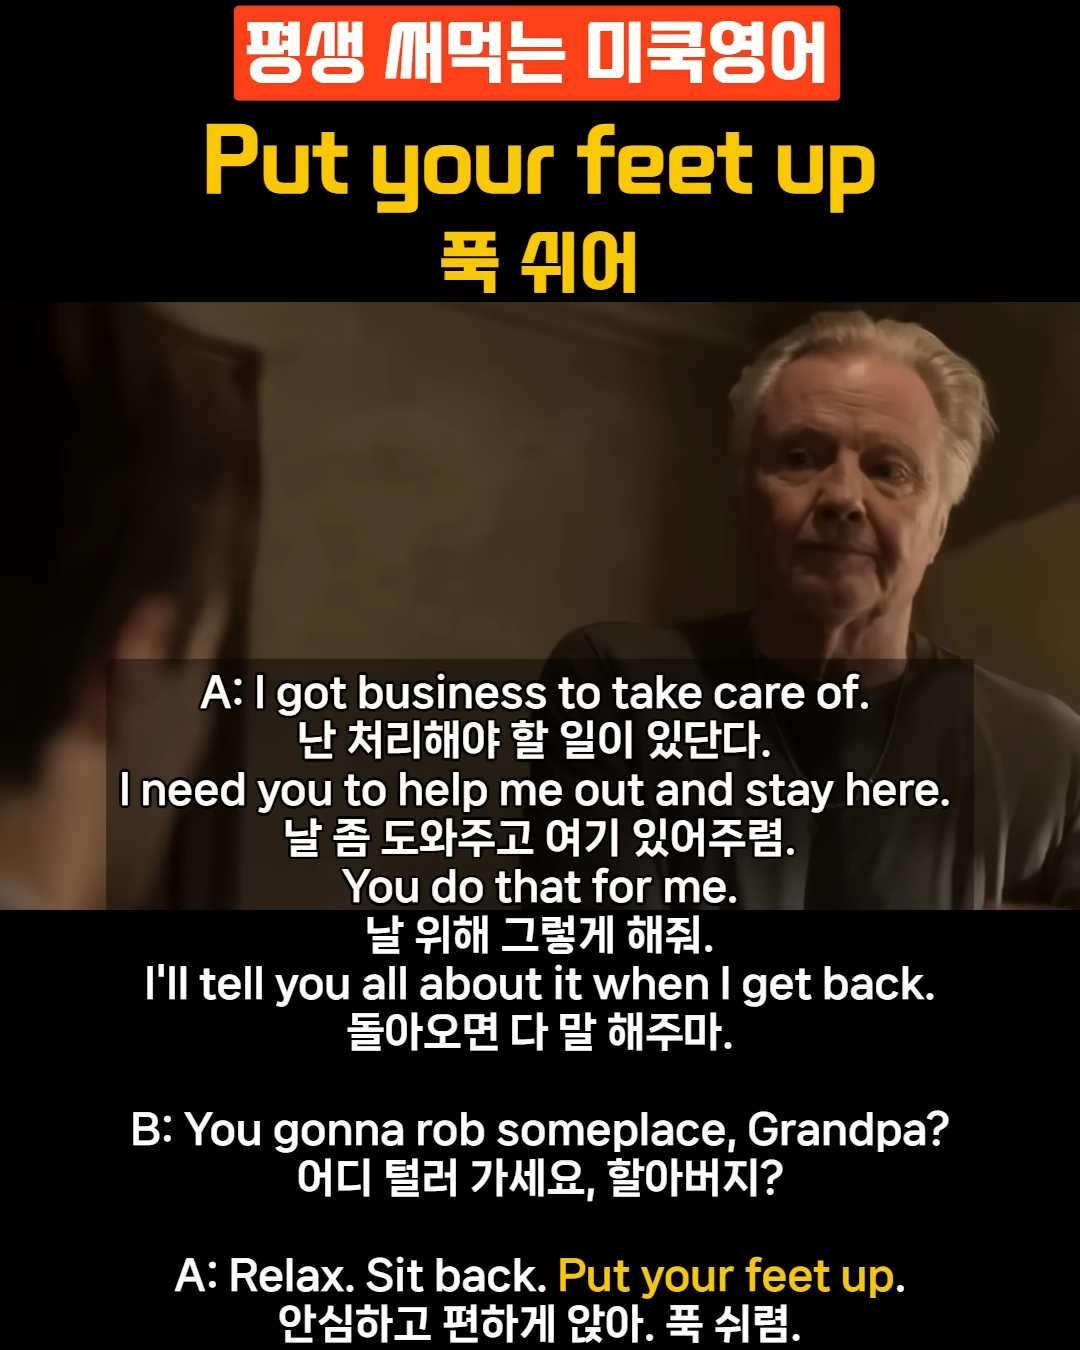 평생 써먹는 미쿡영어
Put your feet up
푹 쉬어
A: I got business to take care of.
난 처리해야 할 일이 있단다.
I need you to help me out and stay here.
날 좀 도와주고 여기 있어주렴.
You do that for me.
날 위해 그렇게 해줘.
I'll tell you all about it when I get back.
돌아오면 다 말 해주마.
B: You gonna rob someplace, Grandpa?
어디 털러 가세요, 할아버지?
A: Relax. Sit back. Put your feet up.
안심하고 편하게 앉아. 푹 쉬렴.